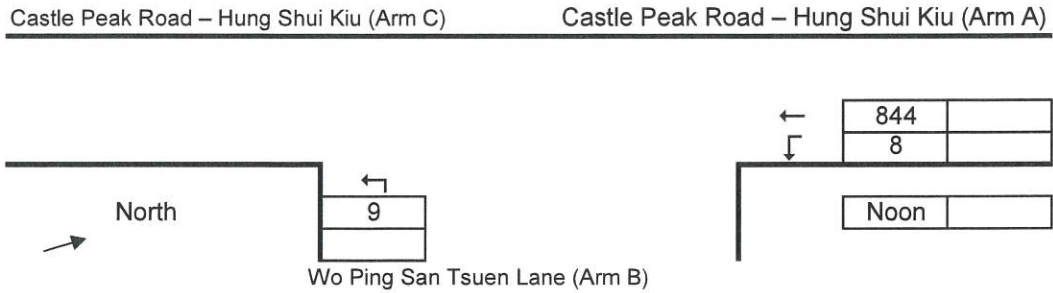 Castle Peak Road – Hung Shui Kiu (Arm C)
Castle Peak Road – Hung Shui Kiu (Arm A)
844
8
North
9
Noon
Wo Ping San Tsuen Lane (Arm B)